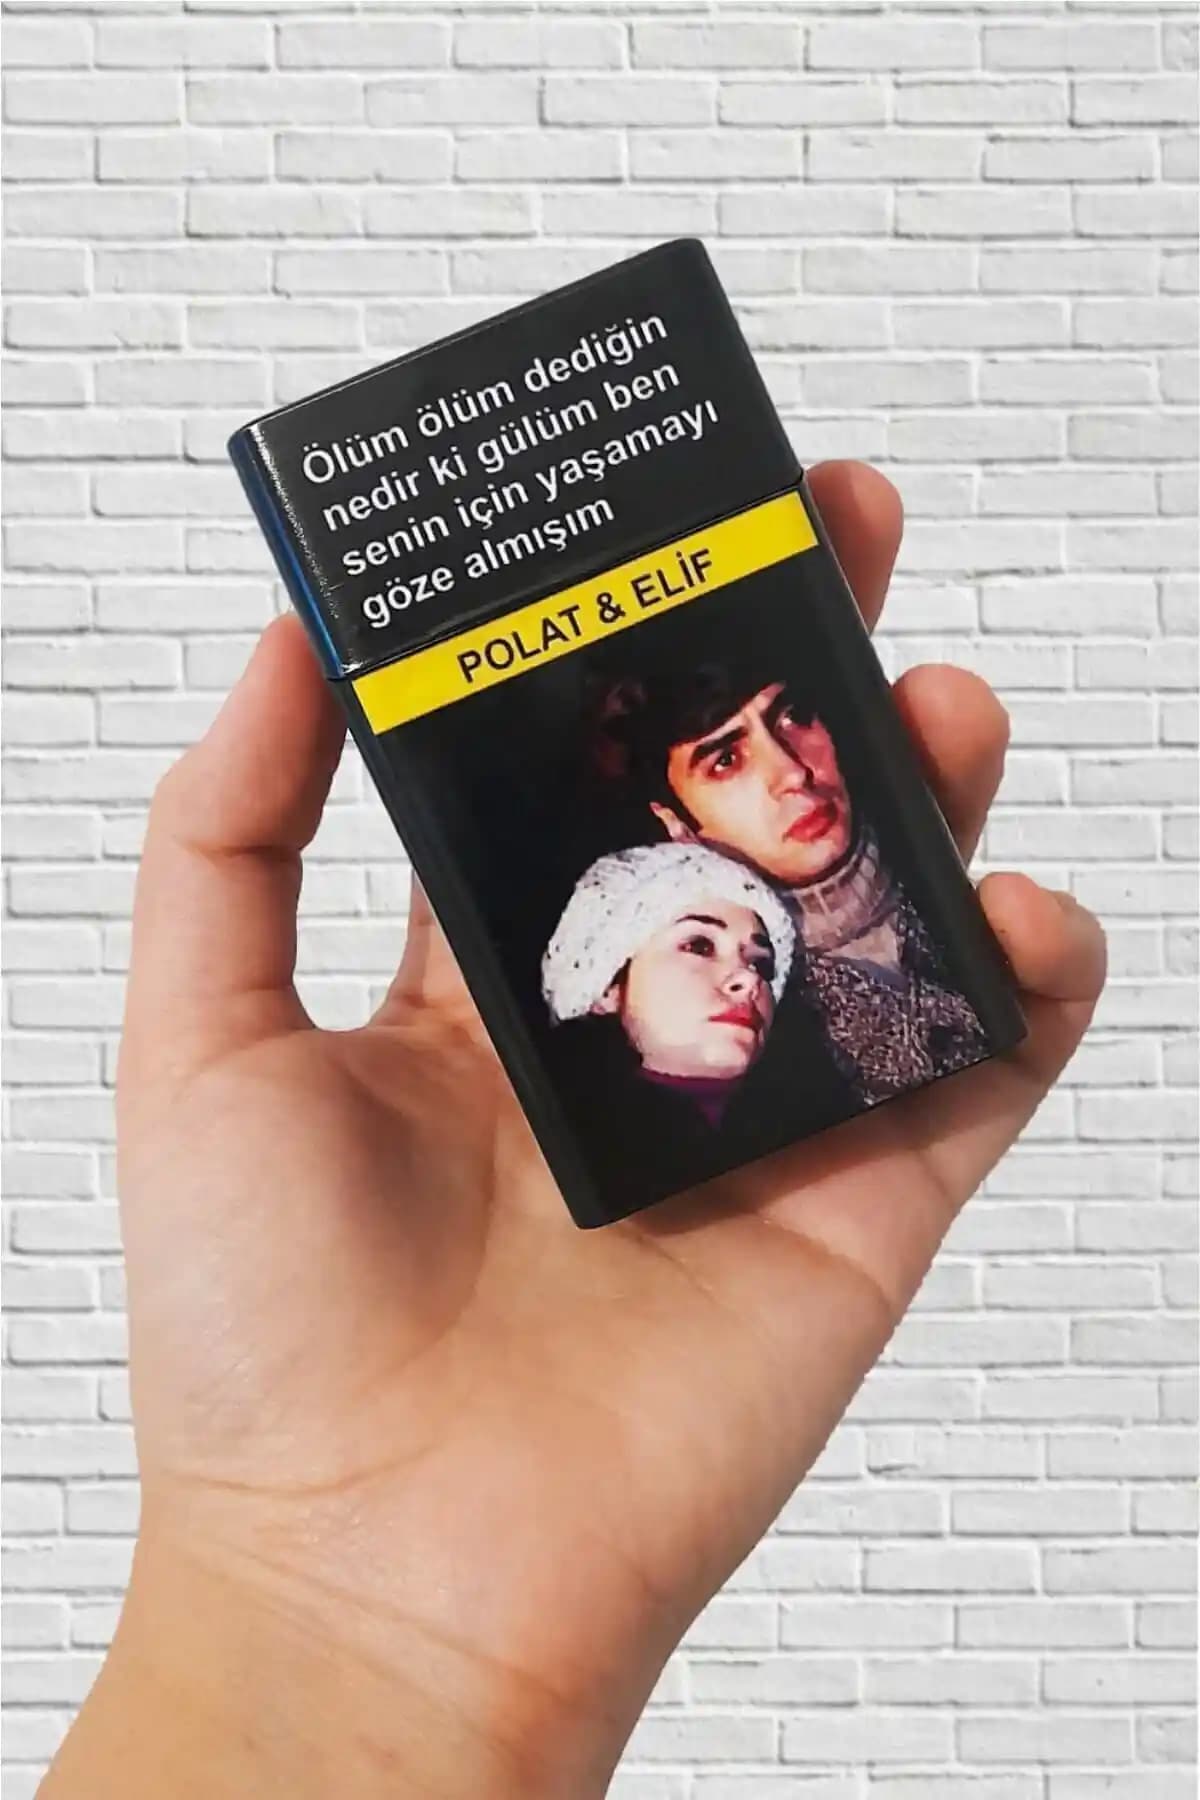 Ölüm ölüm dediğin
nedir ki gülüm ben
senin için yaşamayı
göze almışım
POLAT & ELİF